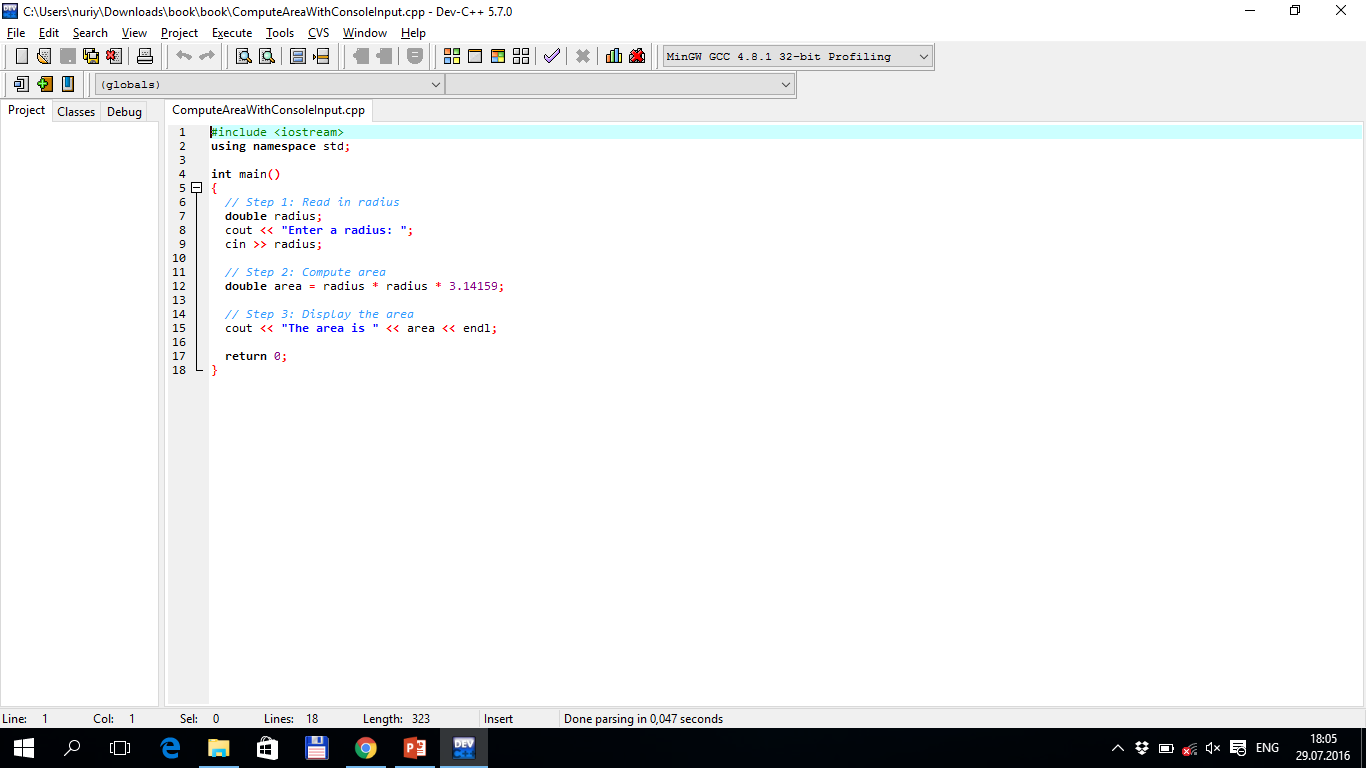 C:\Users\nuriy\Downloads\book\book\ComputeAreaWithConsoleInput.cpp - Dev-C++ 5.7.0
File Edit Search View Project Execute Tools CVS Window Help
MinGW GCC 4.8.1 32-bit Profiling
(globals)
Project Classes Debug
ComputeAreaWithConsoleInput.cpp
1 #include <iostream>
2 using namespace std;
3
4 int main()
5 {
6 // Step 1: Read in radius
7 double radius;
8 cout << "Enter a radius: ";
9 cin >> radius;
10
11 // Step 2: Compute area
12 double area = radius * radius * 3.14159;
13
14 // Step 3: Display the area
15 cout << "The area is " << area << endl;
16
17 return 0;
18 }
Line: 1 Col: 1 Sel: 0 Lines: 18 Length: 323 Insert Done parsing in 0,047 seconds
DEV
ENG
18:05
29.07.2016